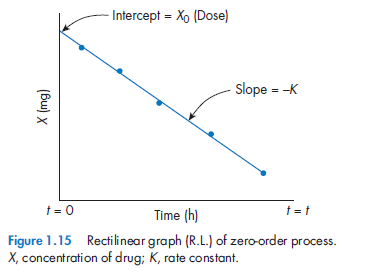 Intercept = X₀ (Dose)
Slope = –K
X (mg)
t = 0
Time (h)
t = t
Figure 1.15 Rectilinear graph (R.L.) of zero-order process.
X, concentration of drug; K, rate constant.